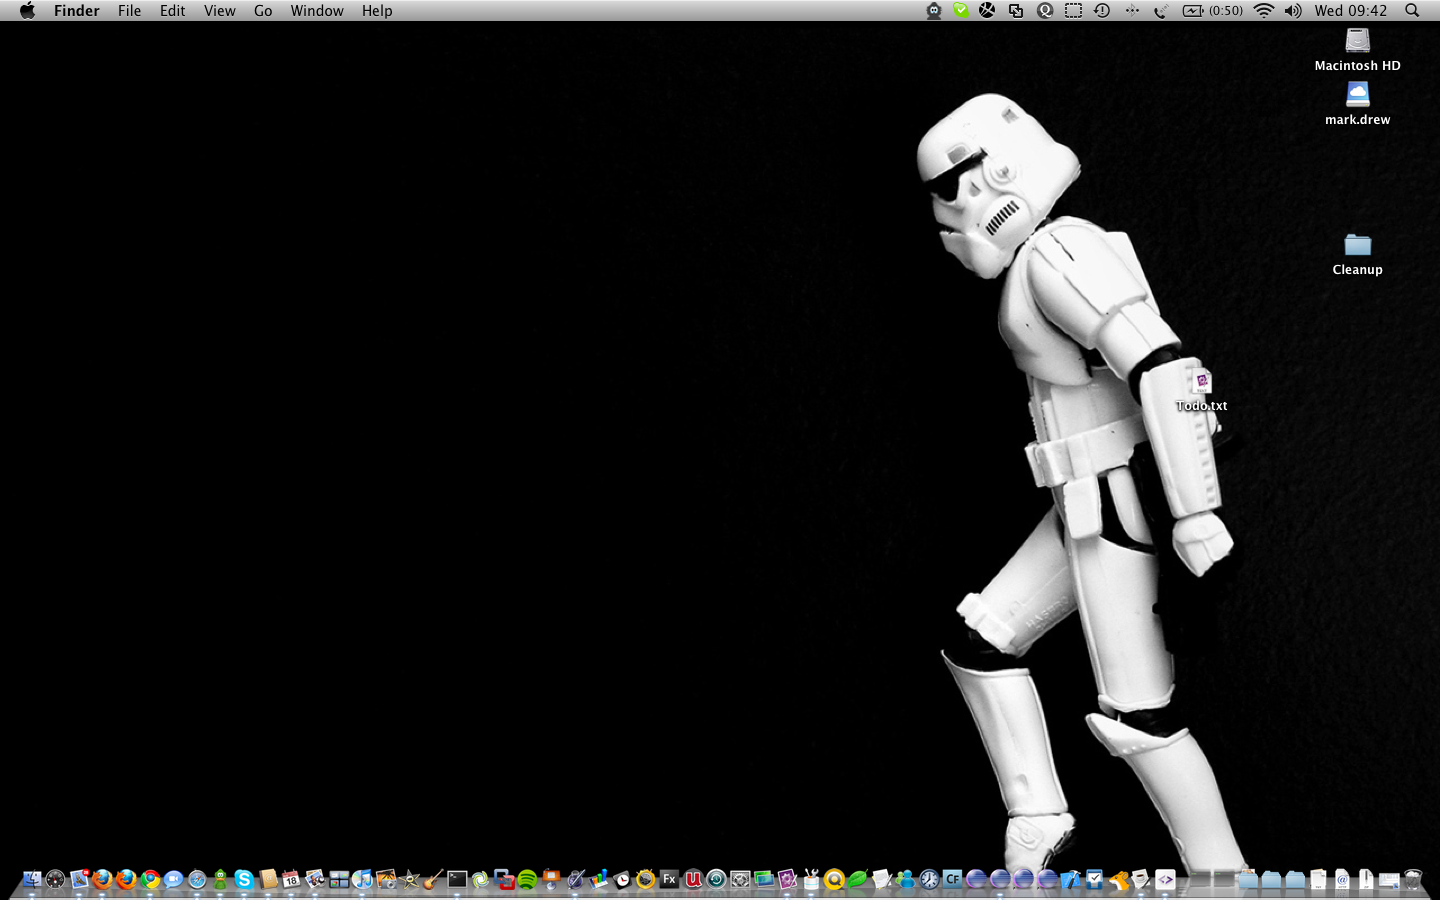 Finder File Edit View Go Window Help (0:50) Wed 09:42
Macintosh HD
mark.drew
Cleanup
Todo.txt
HASBRO
18
Fx
CF